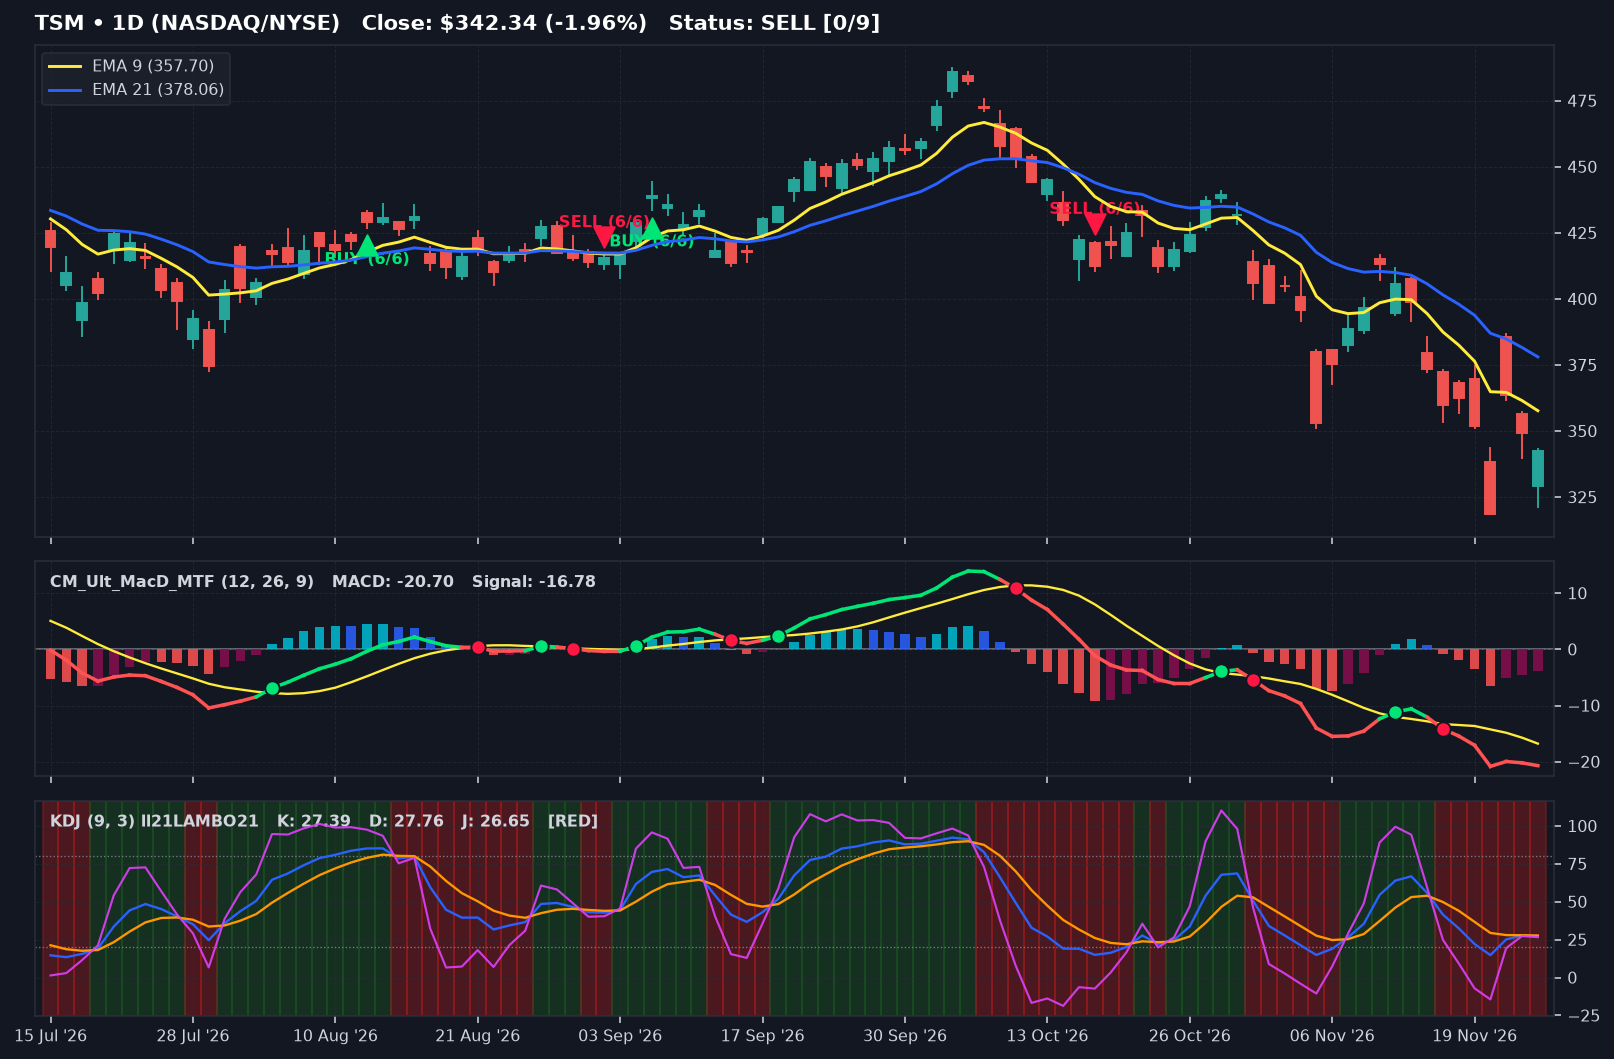 TSM • 1D (NASDAQ/NYSE)   Close: $342.34 (-1.96%)   Status: SELL [0/9]
EMA 9 (357.70)
EMA 21 (378.06)
475
450
425
400
375
350
325
BUY (6/6)
SELL (6/6)
BUY (6/6)
SELL (6/6)
CM_Ult_MacD_MTF (12, 26, 9)   MACD: -20.70   Signal: -16.78
10
0
−10
−20
KDJ (9, 3) II21LAMBO21   K: 27.39   D: 27.76   J: 26.65   [RED]
100
75
50
25
0
−25
15 Jul '26
28 Jul '26
10 Aug '26
21 Aug '26
03 Sep '26
17 Sep '26
30 Sep '26
13 Oct '26
26 Oct '26
06 Nov '26
19 Nov '26